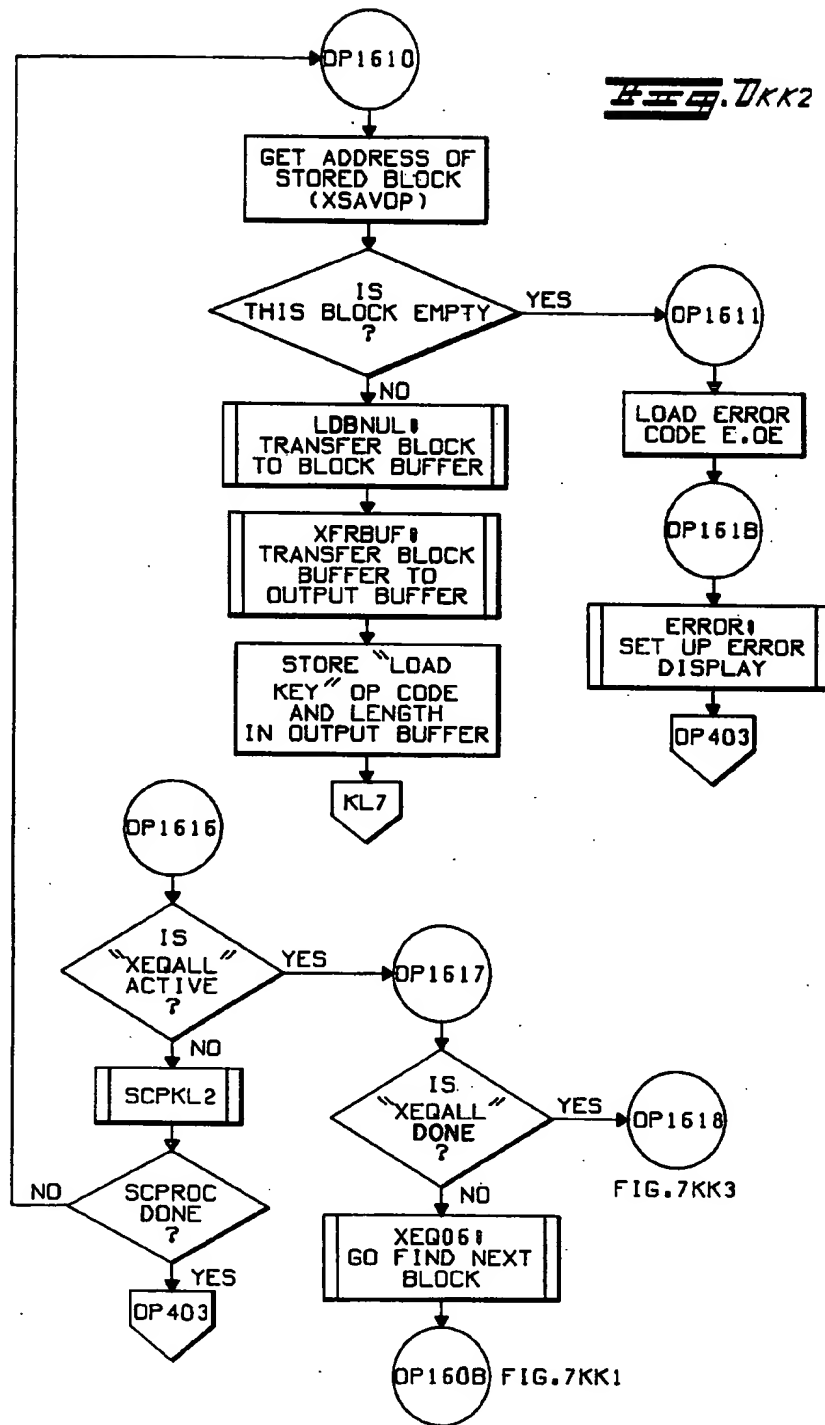 OP1610
Fig. 7KK2
GET ADDRESS OF
STORED BLOCK
(XSAVOP)
IS
THIS BLOCK EMPTY
?
YES
OP1611
NO
LDBNUL:
TRANSFER BLOCK
TO BLOCK BUFFER
LOAD ERROR
CODE E.OE
XFRBUF:
TRANSFER BLOCK
BUFFER TO
OUTPUT BUFFER
OP161B
ERROR:
SET UP ERROR
DISPLAY
STORE "LOAD
KEY" OP CODE
AND LENGTH
IN OUTPUT BUFFER
OP403
KL7
OP1616
IS
"XEQALL"
ACTIVE
?
YES
OP1617
NO
SCPKL2
IS
"XEQALL"
DONE
?
YES
OP1618
FIG.7KK3
NO
SCPROC
DONE
?
NO
XEQ06:
GO FIND NEXT
BLOCK
YES
OP403
OP160B
FIG.7KK1